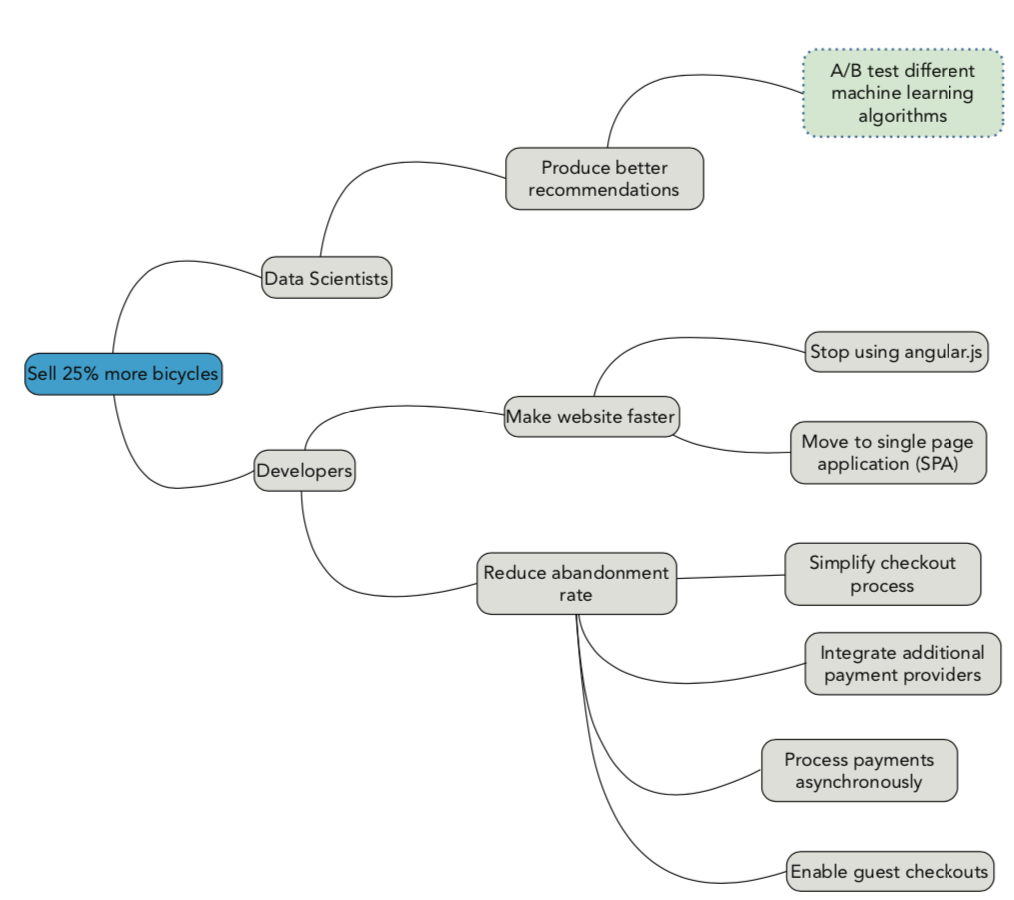 A/B test different
machine learning
algorithms
Produce better
recommendations
Data Scientists
Sell 25% more bicycles
Stop using angular.js
Make website faster
Move to single page
application (SPA)
Developers
Reduce abandonment
rate
Simplify checkout
process
Integrate additional
payment providers
Process payments
asynchronously
Enable guest checkouts